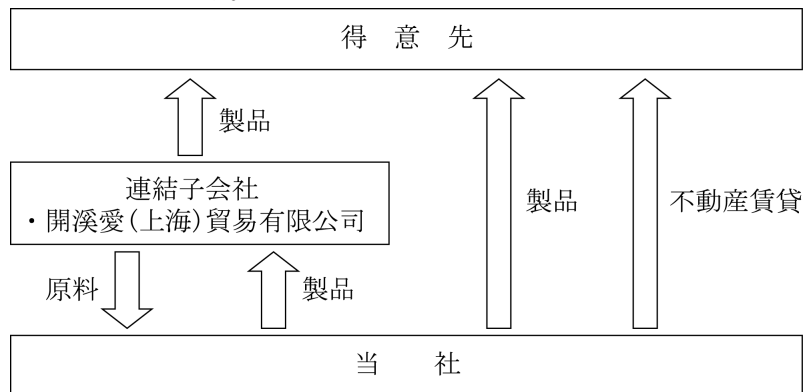 得意先
製品
連結子会社
・開溪愛(上海)貿易有限公司
製品
不動産賃貸
原料
製品
当社